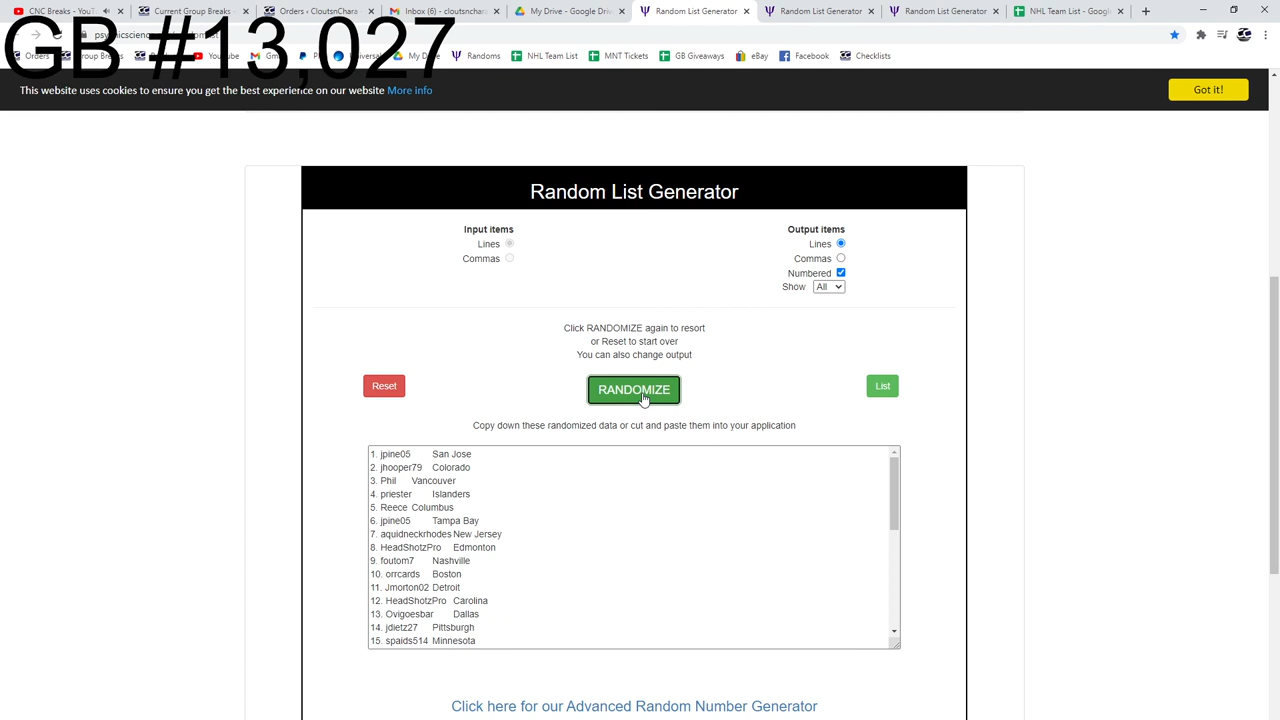 CNC Breaks - YouT
Current Group Breaks
Orders ~ CloutsnChara
Inbox (6) - cloutsnchara
My Drive - Google Driv
Random List Generator
Random List Generator
Random List Generator
NHL Team List - Google
GB #13,027
Orders
Group Breaks
YouTube
My Drive
Randoms
NHL Team List
MNT Tickets
GB Giveaways
eBay
Facebook
Checklists
This website uses cookies to ensure you get the best experience on our website More info
Got it!
Random List Generator
Input items
Output items
Lines
Lines
Commas
Commas
Numbered
Show All
Click RANDOMIZE again to resort
or Reset to start over
You can also change output
Reset
RANDOMIZE
List
Copy down these randomized data or cut and paste them into your application
1. jpine05 San Jose
2. jhooper79 Colorado
3. Phil Vancouver
4. priester Islanders
5. Reece Columbus
6. jpine05 Tampa Bay
7. aquidneckrhodes New Jersey
8. HeadShotzPro Edmonton
9. foutom7 Nashville
10. orrcards Boston
11. Jmorton02 Detroit
12. HeadShotzPro Carolina
13. Ovigoesbar Dallas
14. jdietz27 Pittsburgh
15. spaids514 Minnesota
Click here for our Advanced Random Number Generator